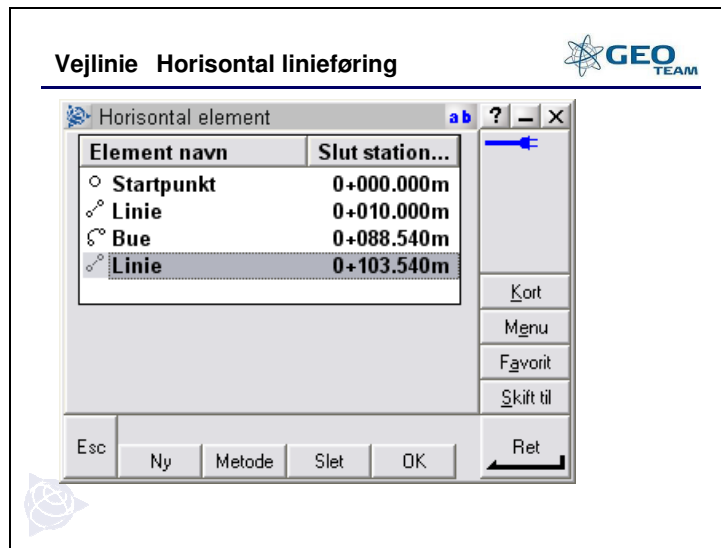 Vejlinie Horisontal linieføring
GEO
TEAM
Horisontal element
ab
?
Element navn Slut station...
Startpunkt 0+000.000m
Linie 0+010.000m
Bue 0+088.540m
Linie 0+103.540m
Kort
Menu
Favorit
Skift til
Esc
Ny
Metode
Slet
OK
Ret